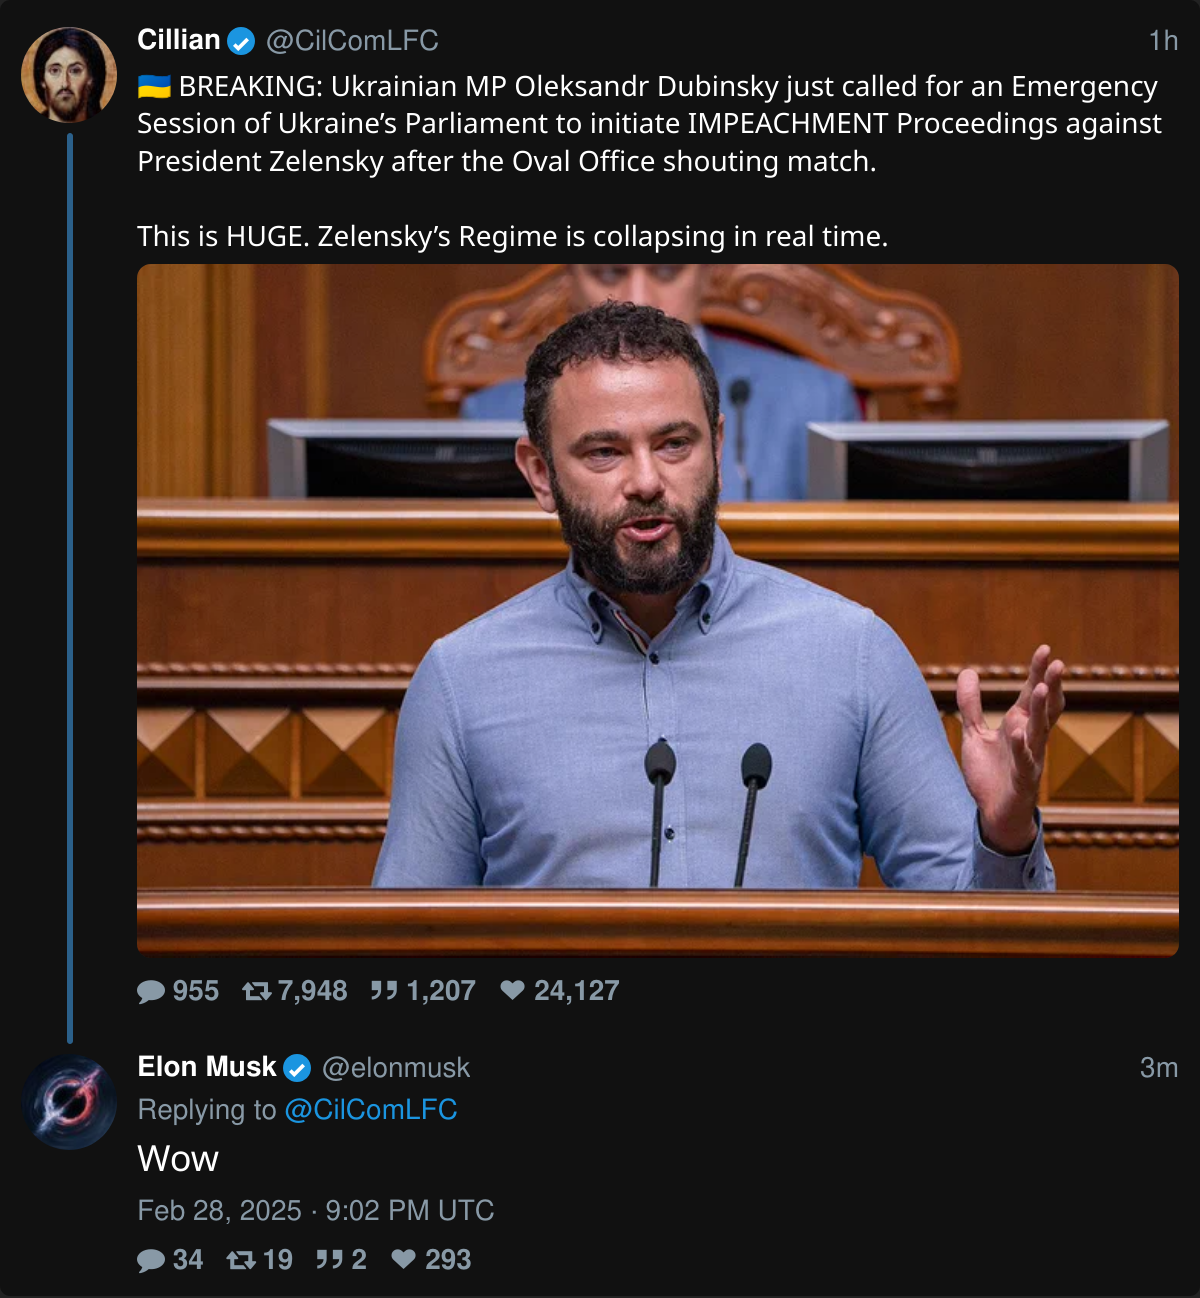 Cillian @CilComLFC 1h
🇺🇦 BREAKING: Ukrainian MP Oleksandr Dubinsky just called for an Emergency
Session of Ukraine’s Parliament to initiate IMPEACHMENT Proceedings against
President Zelensky after the Oval Office shouting match.
This is HUGE. Zelensky’s Regime is collapsing in real time.
955 7,948 1,207 24,127
Elon Musk @elonmusk 3m
Replying to @CilComLFC
Wow
Feb 28, 2025 · 9:02 PM UTC
34 19 2 293